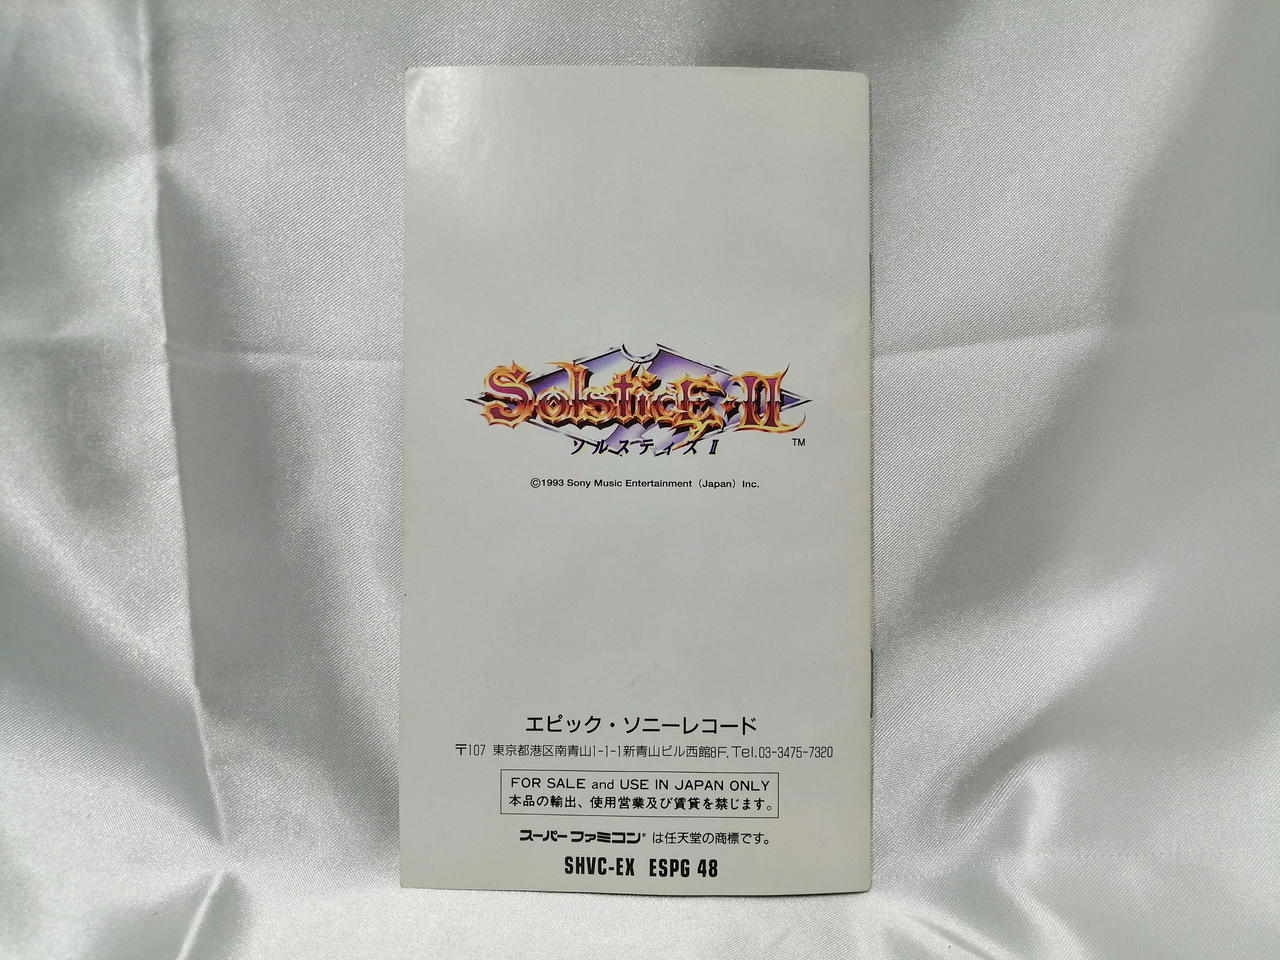 Solstice・II
ソルスティスⅡ
TM
©1993 Sony Music Entertainment（Japan）Inc.
エピック・ソニーレコード
〒107 東京都港区南青山1-1-1新青山ビル西館8F. Tel.03-3475-7320
FOR SALE and USE IN JAPAN ONLY
本品の輸出、使用営業及び賃貸を禁じます。
スーパーファミコン® は任天堂の商標です。
SHVC-EX ESPG 48